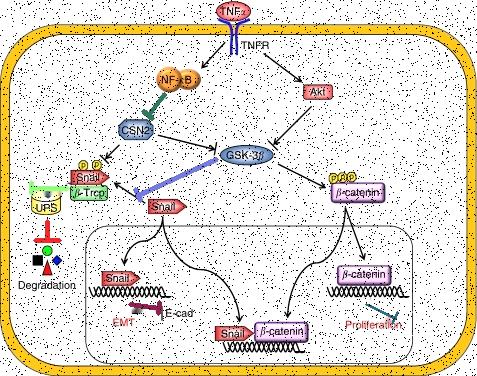 TNFα
TNFR
NF-κB
Akt
CSN2
GSK-3β
P P
Snail
β-Trcp
P P P
β-catenin
UPS
Snail
Degradation
Snail
β-catenin
E-cad
EMT
Proliferation
Snail β-catenin